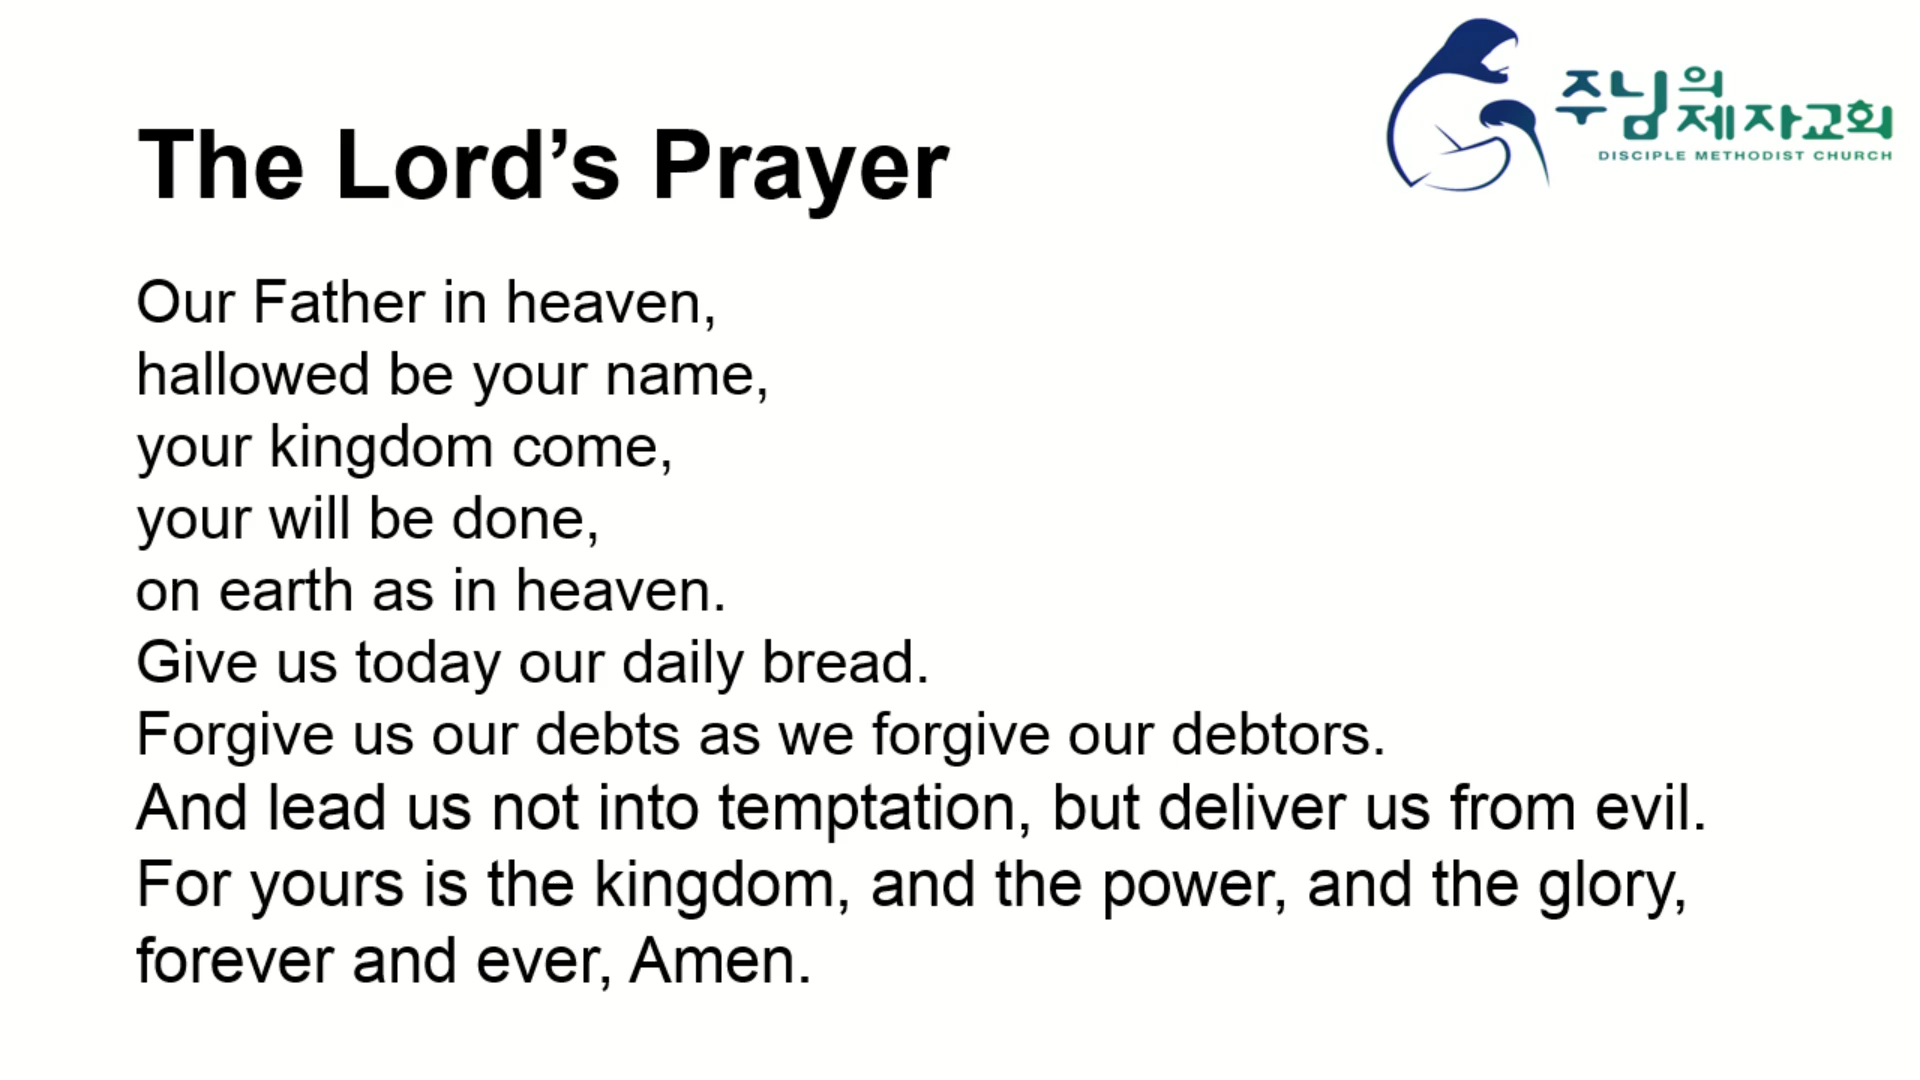 The Lord’s Prayer
주님의 제자교회
DISCIPLE METHODIST CHURCH
Our Father in heaven,
hallowed be your name,
your kingdom come,
your will be done,
on earth as in heaven.
Give us today our daily bread.
Forgive us our debts as we forgive our debtors.
And lead us not into temptation, but deliver us from evil.
For yours is the kingdom, and the power, and the glory,
forever and ever, Amen.